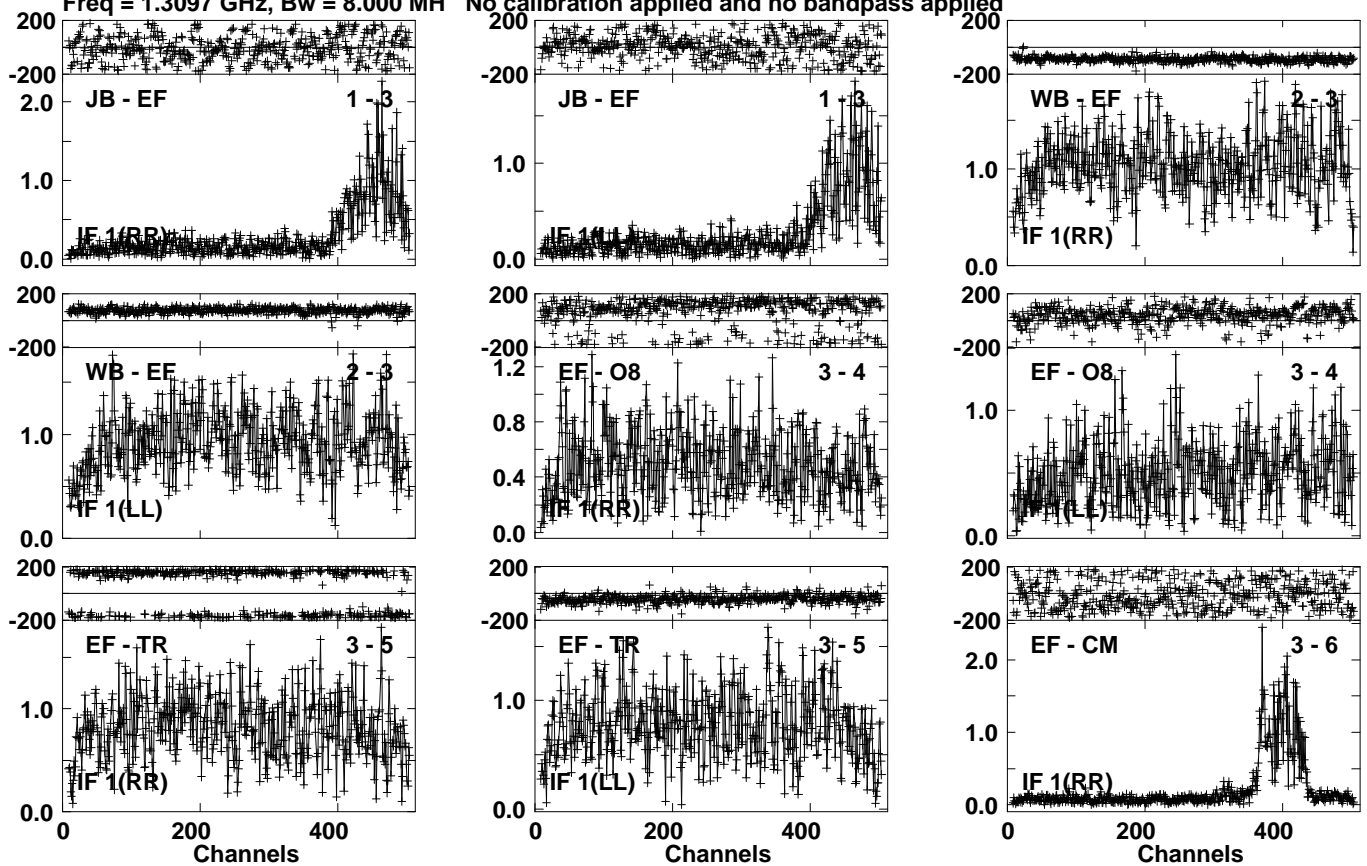 Freq = 1.3097 GHz, Bw = 8.000 MH No calibration applied and no bandpass applied
200
-200
JB - EF 1 - 3
2.0
1.0
IF 1(RR)
0.0
JB - EF 1 - 3
IF 1(LL)
200
-200
WB - EF 2 - 3
1.0
IF 1(RR)
0.0
200
-200
WB - EF 2 - 3
1.0
IF 1(LL)
0.0
200
-200
EF - O8 3 - 4
1.2
0.8
0.4
IF 1(RR)
0.0
200
-200
EF - O8 3 - 4
1.0
IF 1(LL)
0.0
200
-200
EF - TR 3 - 5
1.0
IF 1(RR)
0.0
0 200 400
Channels
200
-200
EF - TR 3 - 5
1.0
IF 1(LL)
0.0
0 200 400
Channels
200
-200
EF - CM 3 - 6
2.0
1.0
IF 1(RR)
0.0
0 200 400
Channels